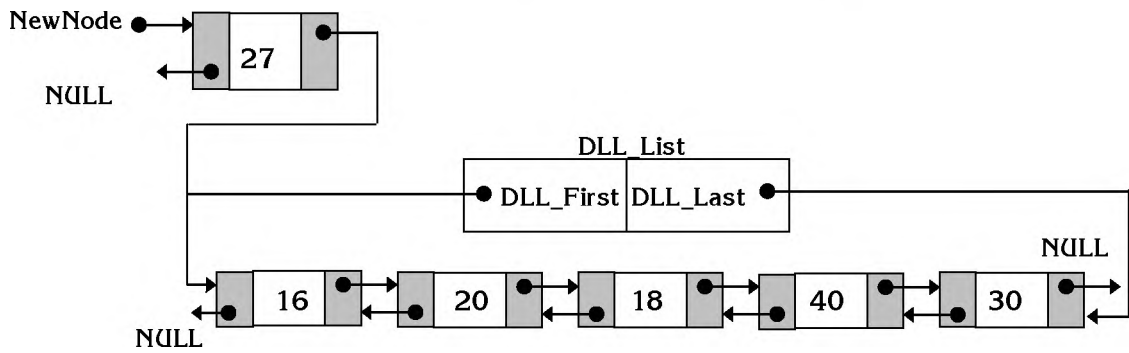 NewNode
27
NULL
DLL_List
DLL_First DLL_Last
NULL
16 20 18 40 30
NULL